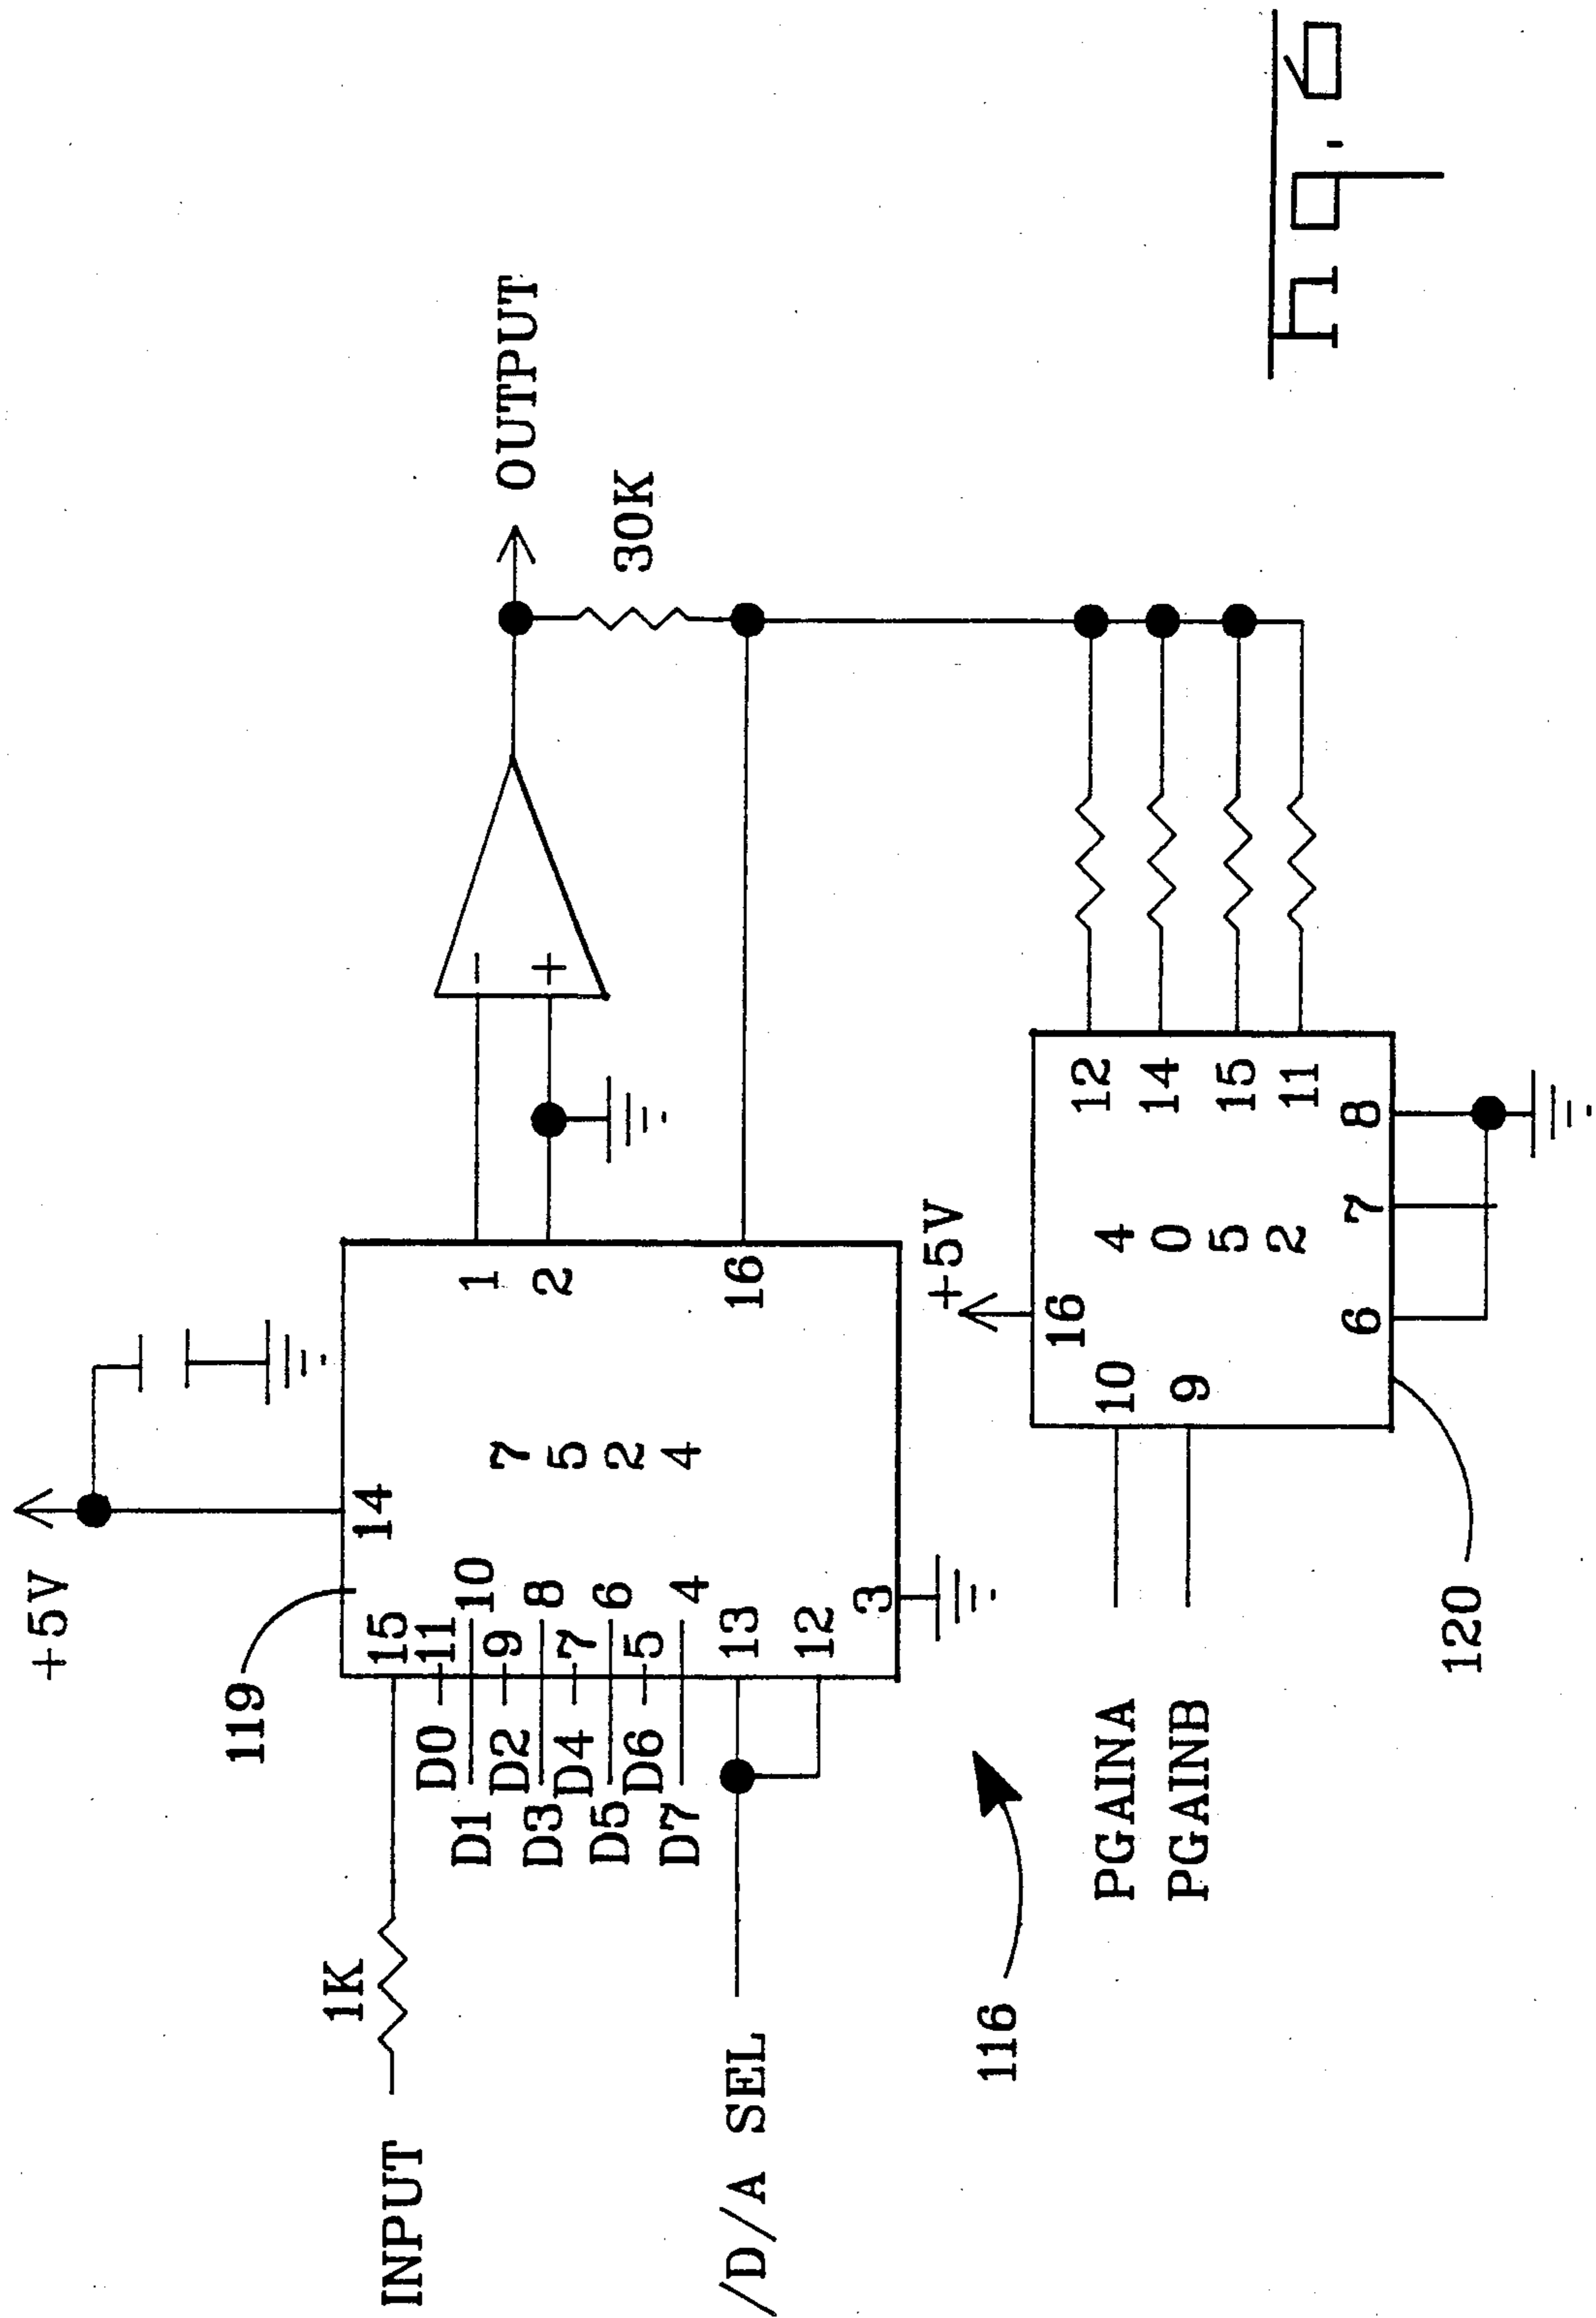 +5V
119
14
1K
INPUT
15
D0 11
D1 10
1
D2 9
7524
OUTPUT
D3 8
2
D4 7
D5 6
30K
D6 5
D7 4
/D/A SEL
13
16
12
3
+5V
116
16
PGAINA
10
4052
12
PGAINB
9
14
15
11
6
7
8
120
Fig. 6